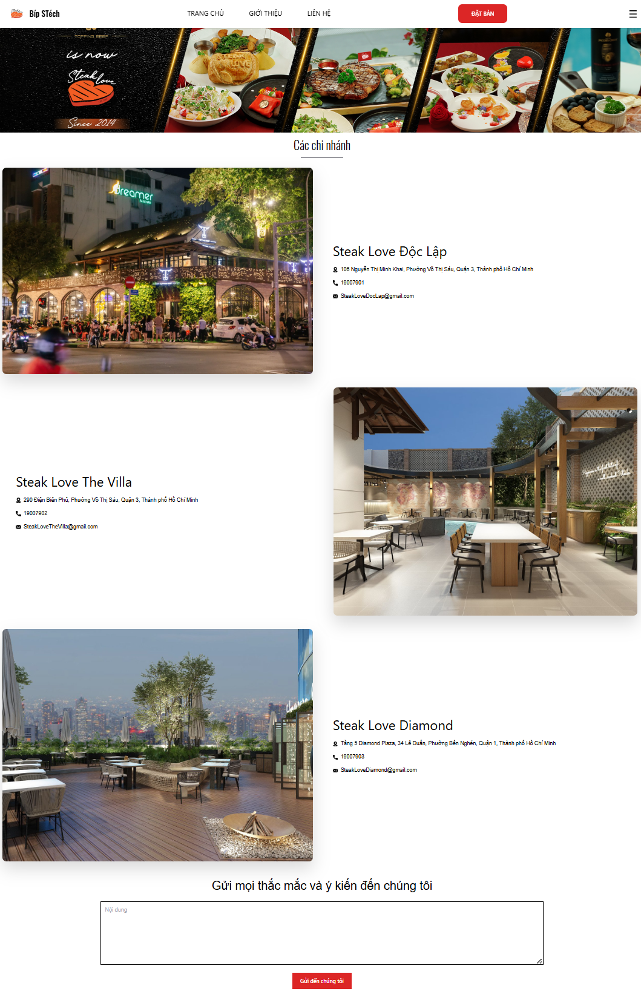 Bíp STéch
TRANG CHỦ
GIỚI THIỆU
LIÊN HỆ
ĐẶT BÀN
TOPPING BEEF
is now
Steak love
Since 2014
Các chi nhánh
dreamer
Steak Love Độc Lập
106 Nguyễn Thị Minh Khai, Phường Võ Thị Sáu, Quận 3, Thành phố Hồ Chí Minh
19007901
SteakLoveDocLap@gmail.com
Steak Love The Villa
290 Điện Biên Phủ, Phường Võ Thị Sáu, Quận 3, Thành phố Hồ Chí Minh
19007902
SteakLoveTheVilla@gmail.com
Steak Love Diamond
Tầng 5 Diamond Plaza, 34 Lê Duẩn, Phường Bến Nghén, Quận 1, Thành phố Hồ Chí Minh
19007903
SteakLoveDiamond@gmail.com
Gửi mọi thắc mắc và ý kiến đến chúng tôi
Nội dung
Gửi đến chúng tôi